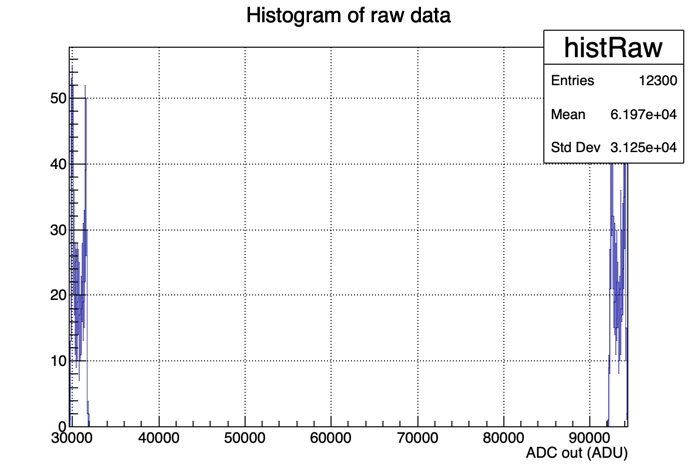 Histogram of raw data
histRaw
Entries 12300
Mean 6.197e+04
Std Dev 3.125e+04
50
40
30
20
10
0
30000 40000 50000 60000 70000 80000 90000
ADC out (ADU)